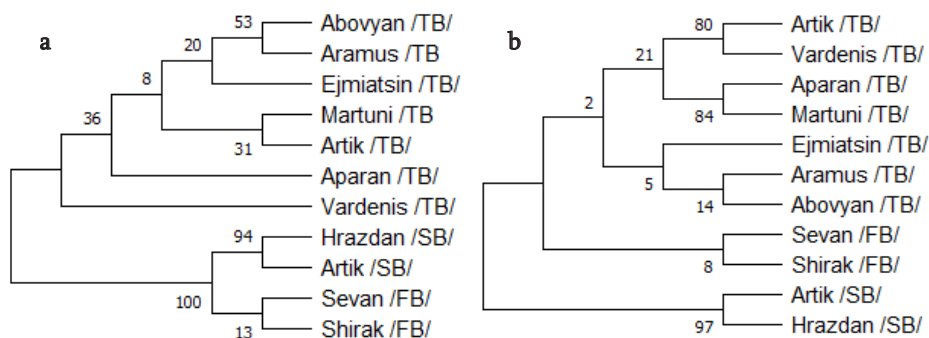 a
53
20
8
36
31
94
100
13
Abovyan /TB/
Aramus /TB
Ejmiatsin /TB/
Martuni /TB
Artik /TB/
Aparan /TB/
Vardenis /TB/
Hrazdan /SB/
Artik /SB/
Sevan /FB/
Shirak /FB/
b
80
21
2
84
5
14
8
97
Artik /TB/
Vardenis /TB/
Aparan /TB/
Martuni /TB/
Ejmiatsin /TB/
Aramus /TB/
Abovyan /TB/
Sevan /FB/
Shirak /FB/
Artik /SB/
Hrazdan /SB/